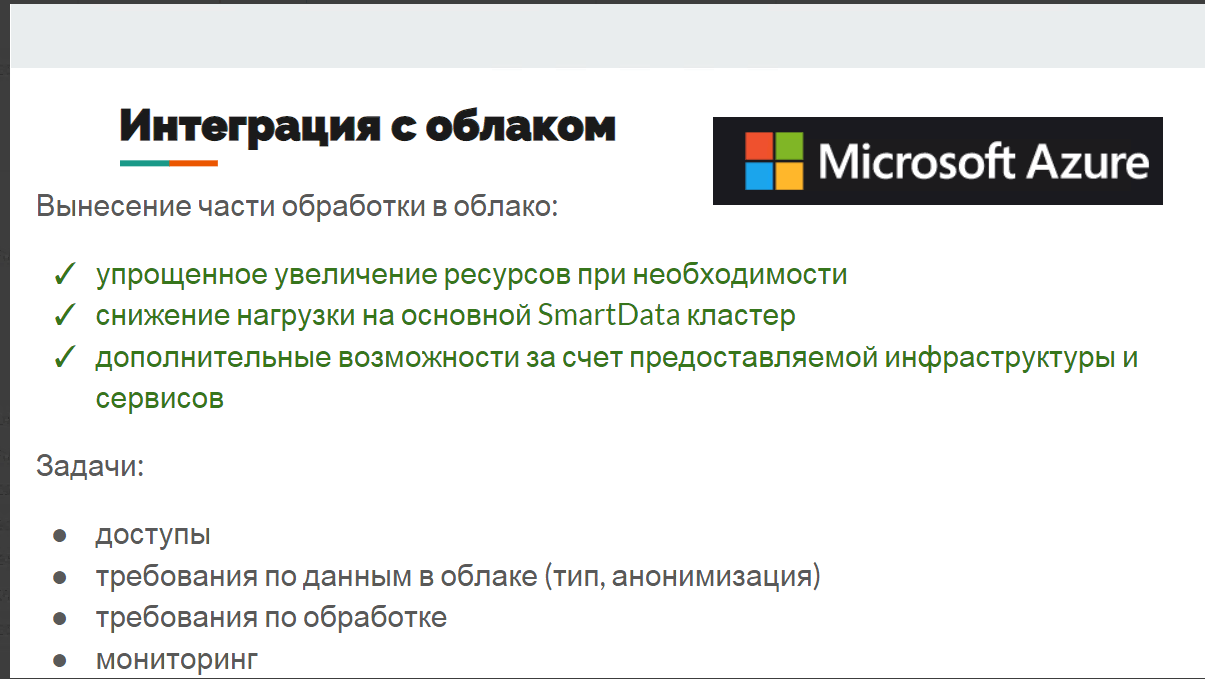 Интеграция с облаком
Microsoft Azure
Вынесение части обработки в облако:
✓ упрощенное увеличение ресурсов при необходимости
✓ снижение нагрузки на основной SmartData кластер
✓ дополнительные возможности за счет предоставляемой инфраструктуры и
сервисов
Задачи:
● доступы
● требования по данным в облаке (тип, анонимизация)
● требования по обработке
● мониторинг